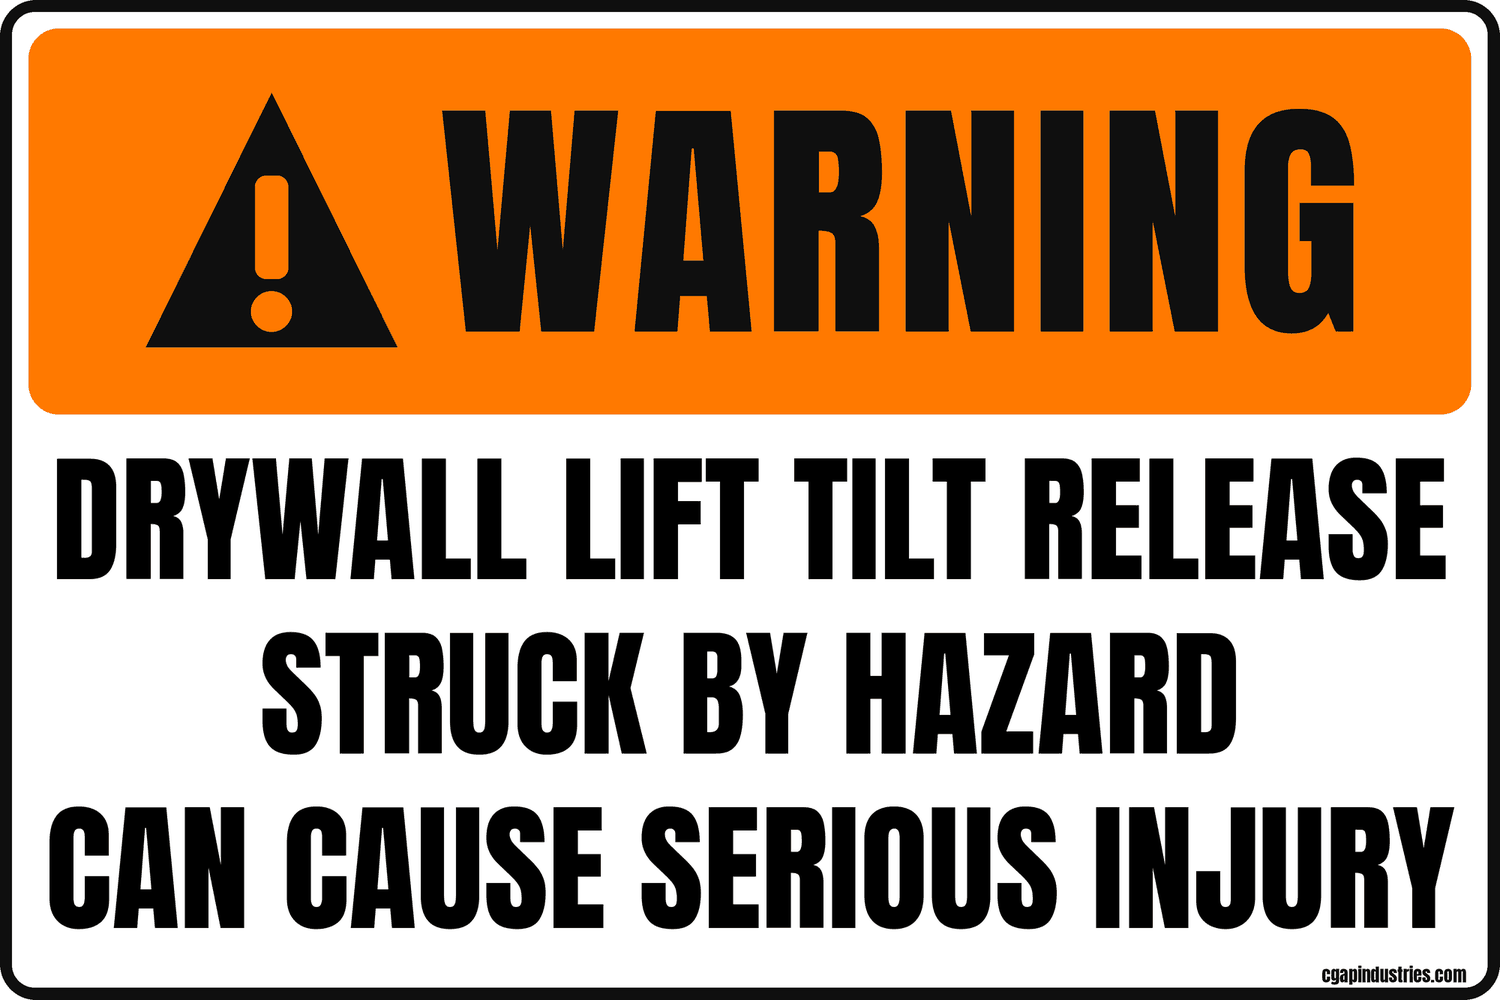 WARNING
DRYWALL LIFT TILT RELEASE
STRUCK BY HAZARD
CAN CAUSE SERIOUS INJURY
cgapindustries.com